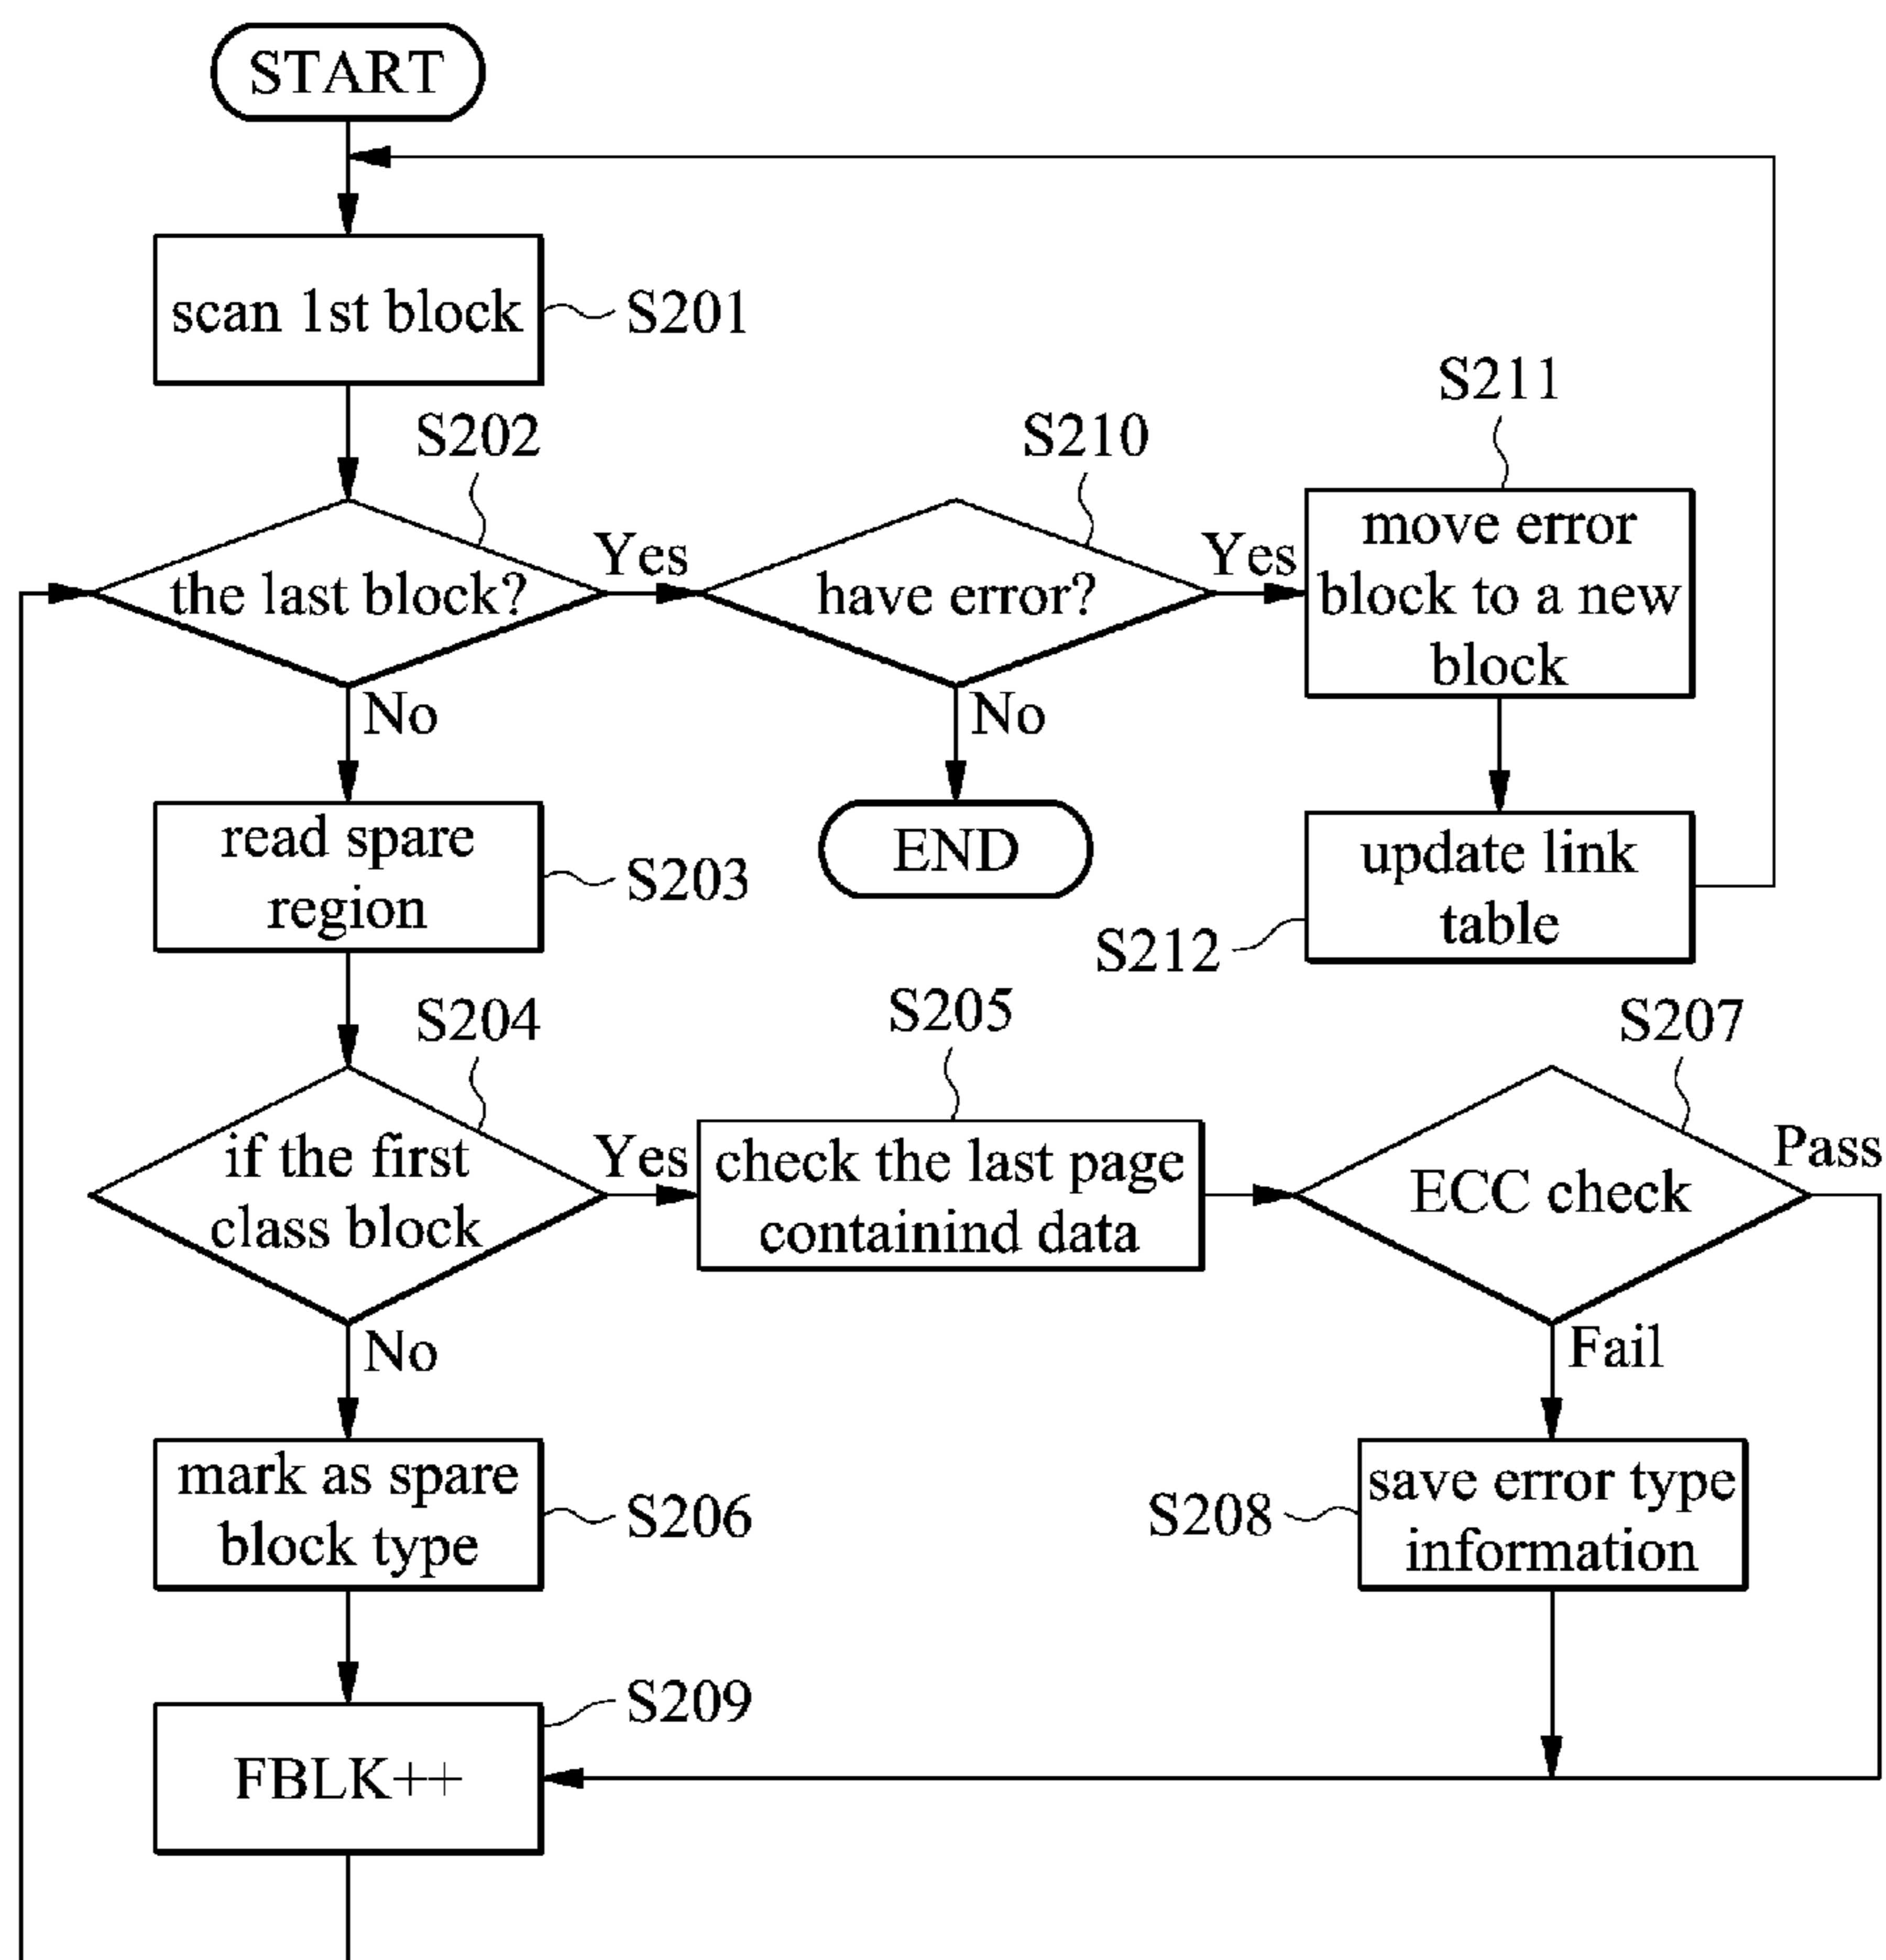 START
scan 1st block
S201
S202
the last block?
Yes
No
S210
have error?
Yes
No
S211
move error
block to a new
block
read spare
region
S203
END
update link
table
S212
S204
if the first
class block
Yes
No
S205
check the last page
containind data
S207
ECC check
Pass
Fail
mark as spare
block type
S206
save error type
information
S208
S209
FBLK++